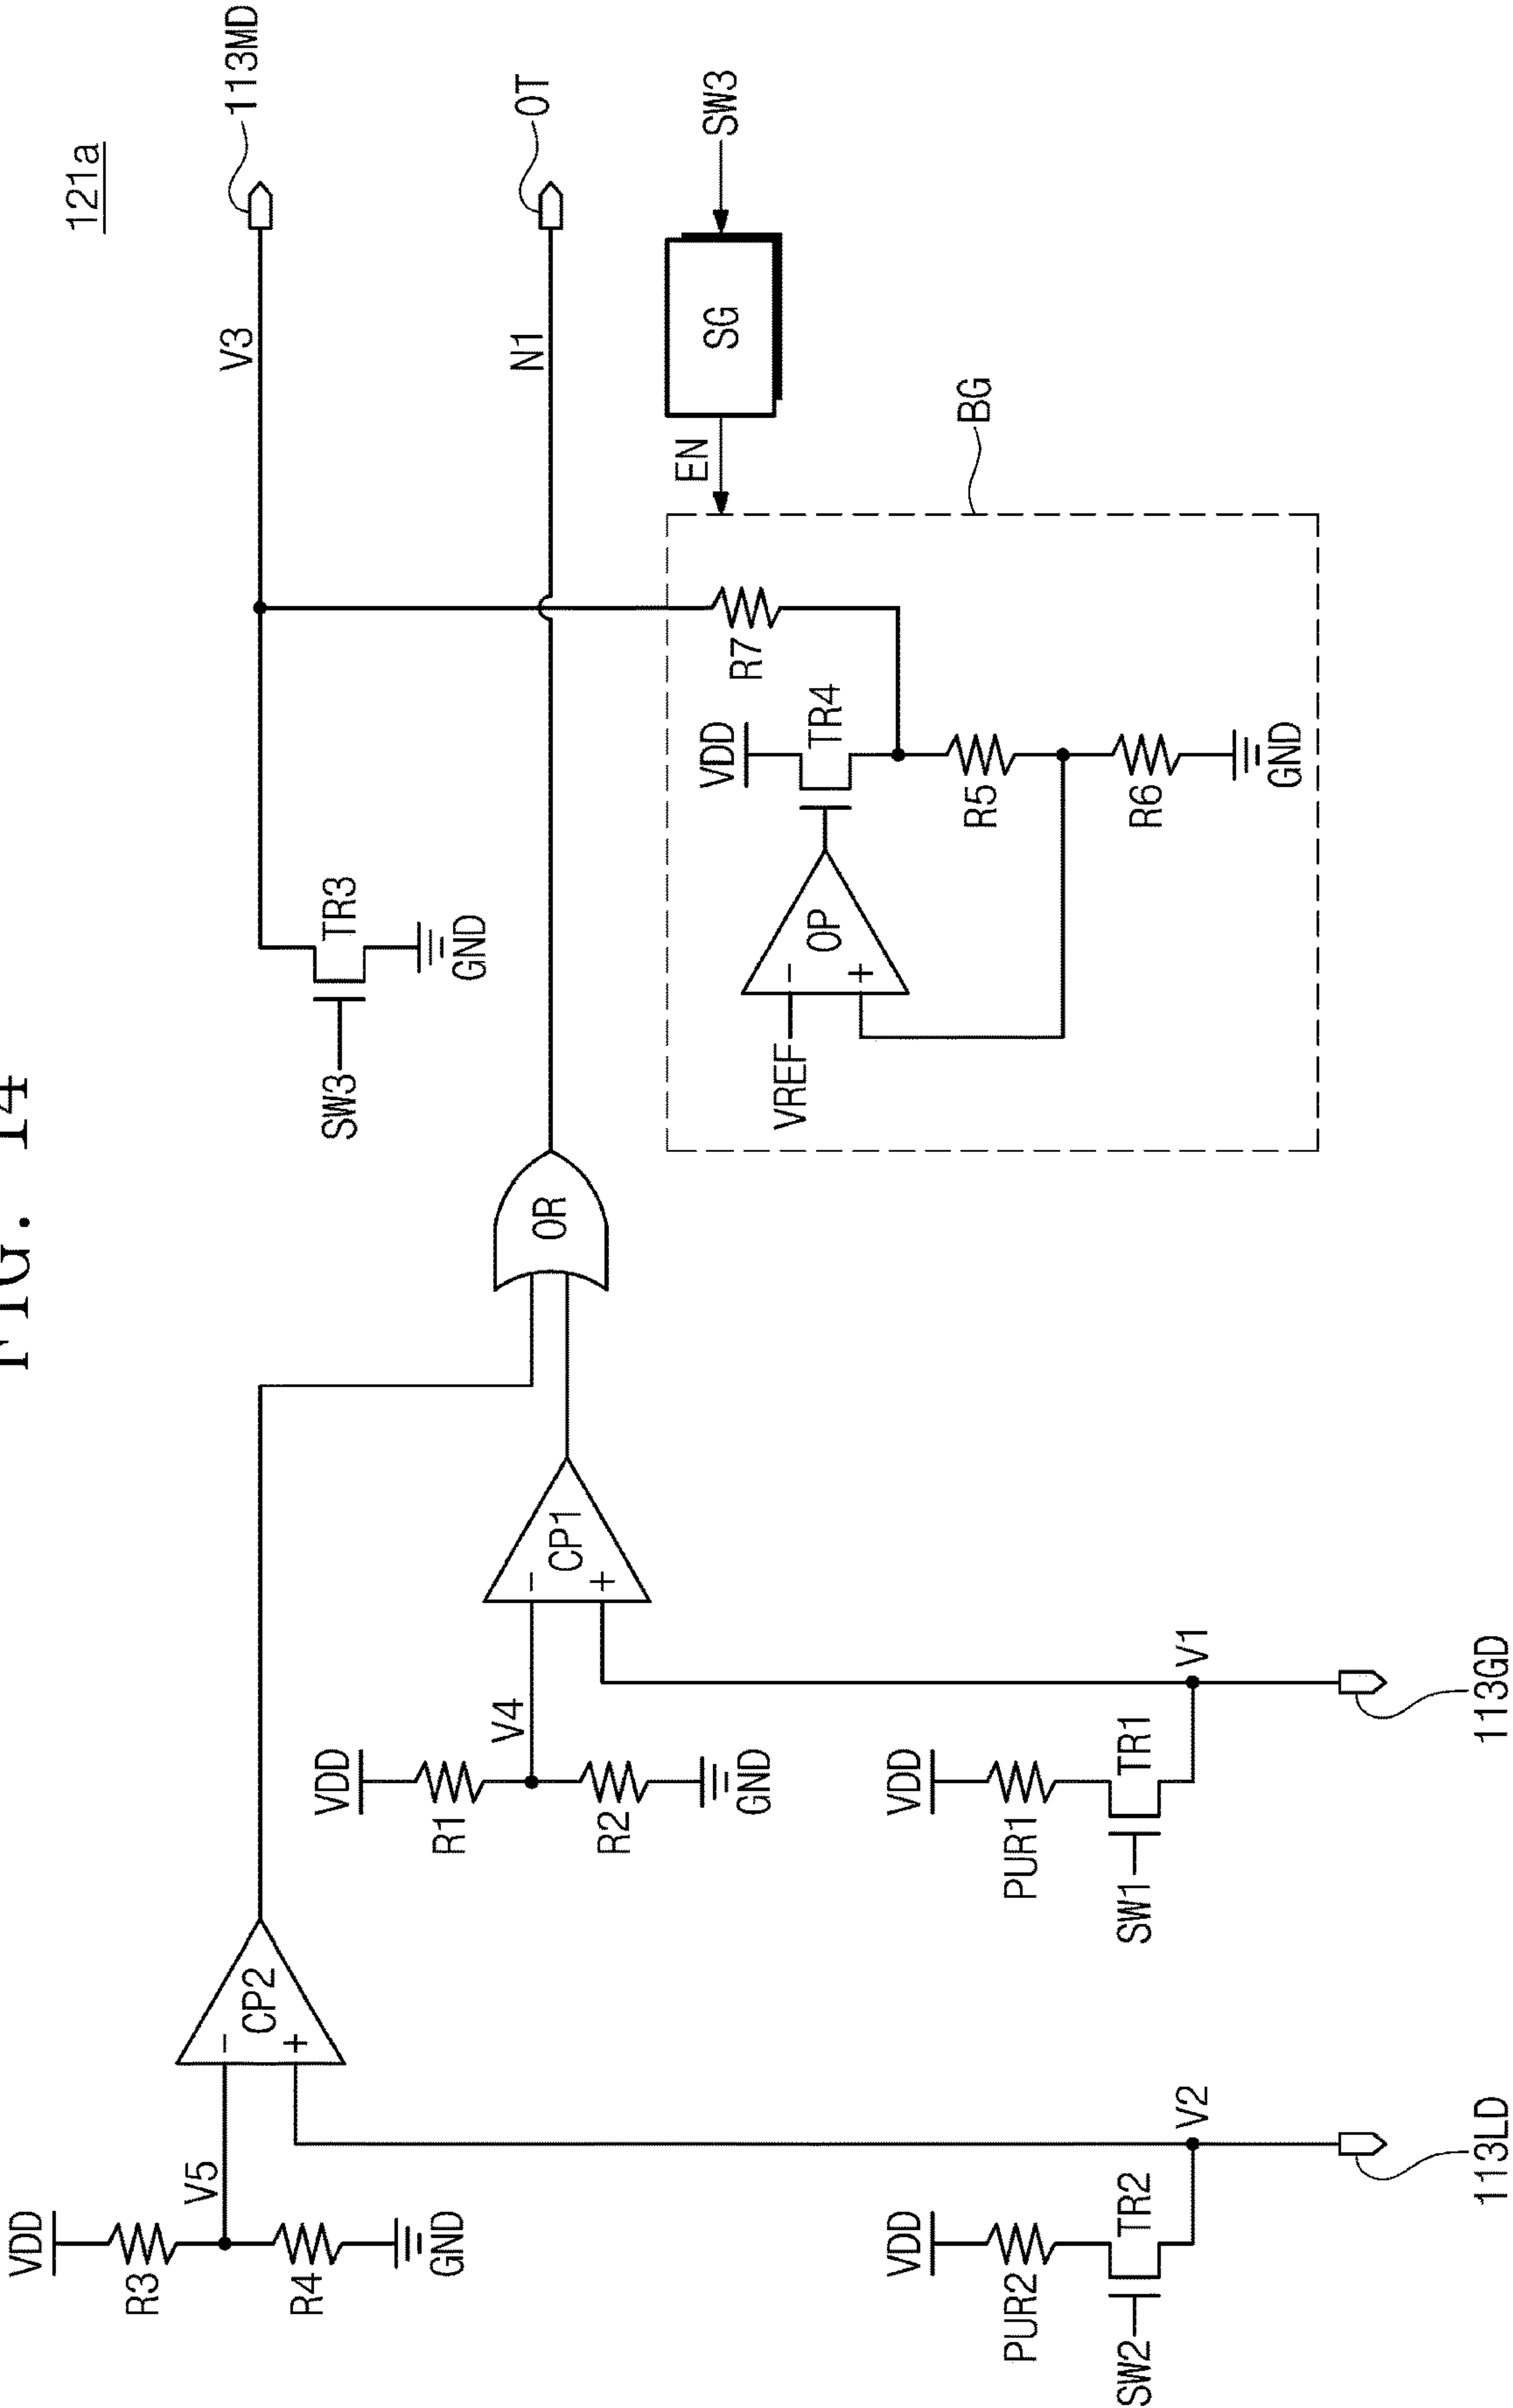 FIG. 14
121a
VDD
R3
R4
GND
V5
-
+
CP2
VDD
R1
R2
GND
V4
-
+
CP1
OR
SW3
TR3
GND
V3
113MD
N1
OT
VREF
-
+
OP
VDD
TR4
R7
R5
R6
GND
EN
SG
SW3
BG
VDD
PUR2
SW2
TR2
V2
113LD
VDD
PUR1
SW1
TR1
V1
113GD